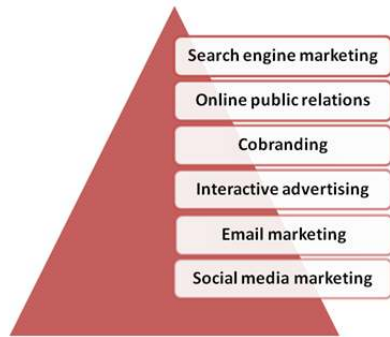 Search engine marketing
Online public relations
Cobranding
Interactive advertising
Email marketing
Social media marketing